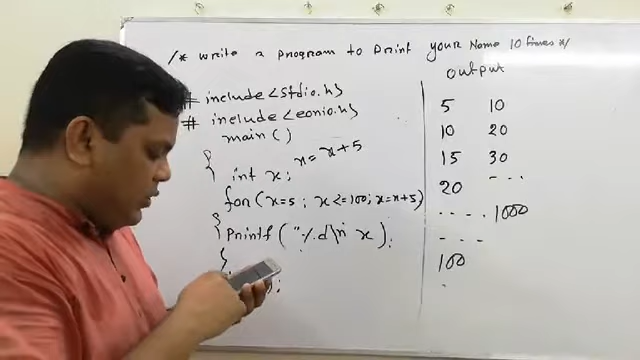 /* write a program to print your Name 10 times */
output
# include <stdio.h>
# include <conio.h>
main ( )
{
int x;
x = x + 5
for (x=5 ; x<=100; x=x+5)
{ printf ( "%d\n x );
}
);
5 10
10 20
15 30
20 - - -
- - - - 1000
- - -
100